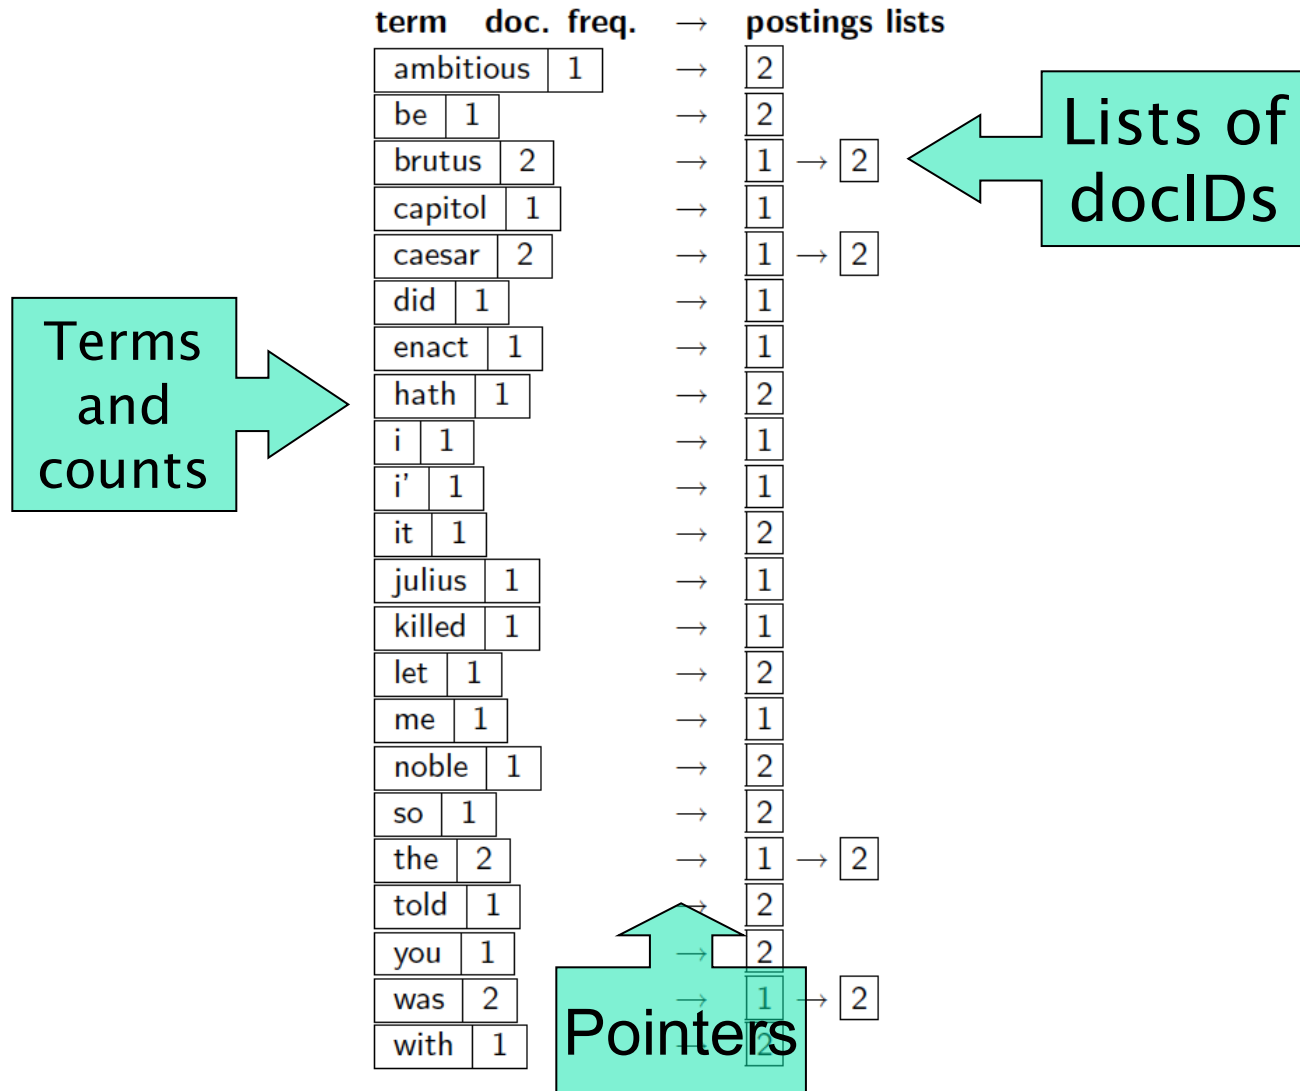 term doc. freq. → postings lists
ambitious 1 → 2
be 1 → 2
brutus 2 → 1 → 2
capitol 1 → 1
caesar 2 → 1 → 2
did 1 → 1
enact 1 → 1
hath 1 → 2
i 1 → 1
i' 1 → 1
it 1 → 2
julius 1 → 1
killed 1 → 1
let 1 → 2
me 1 → 1
noble 1 → 2
so 1 → 2
the 2 → 1 → 2
told 1 → 2
you 1 → 2
was 2 → 1 → 2
with 1 → 2
Lists of
docIDs
Terms
and
counts
Pointers